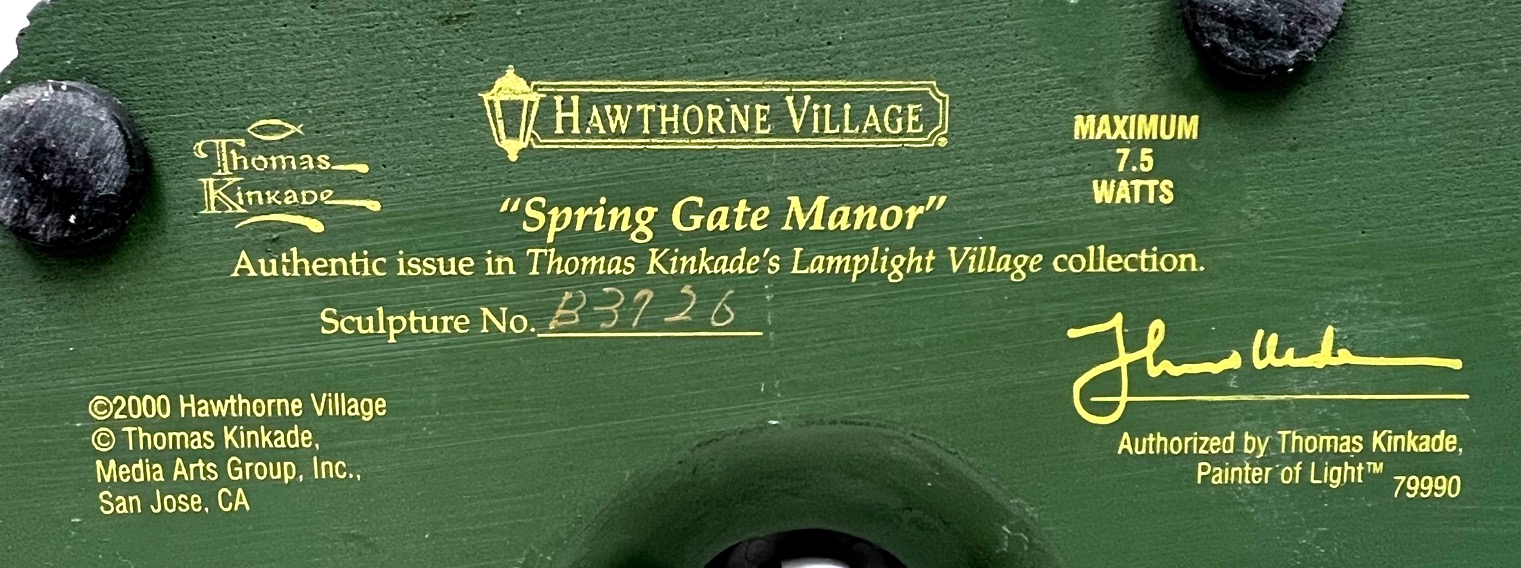 Thomas
Kinkade
HAWTHORNE VILLAGE
MAXIMUM
7.5
WATTS
"Spring Gate Manor"
Authentic issue in Thomas Kinkade's Lamplight Village collection.
Sculpture No. B3726
©2000 Hawthorne Village
© Thomas Kinkade,
Media Arts Group, Inc.,
San Jose, CA
Authorized by Thomas Kinkade,
Painter of Light™ 79990